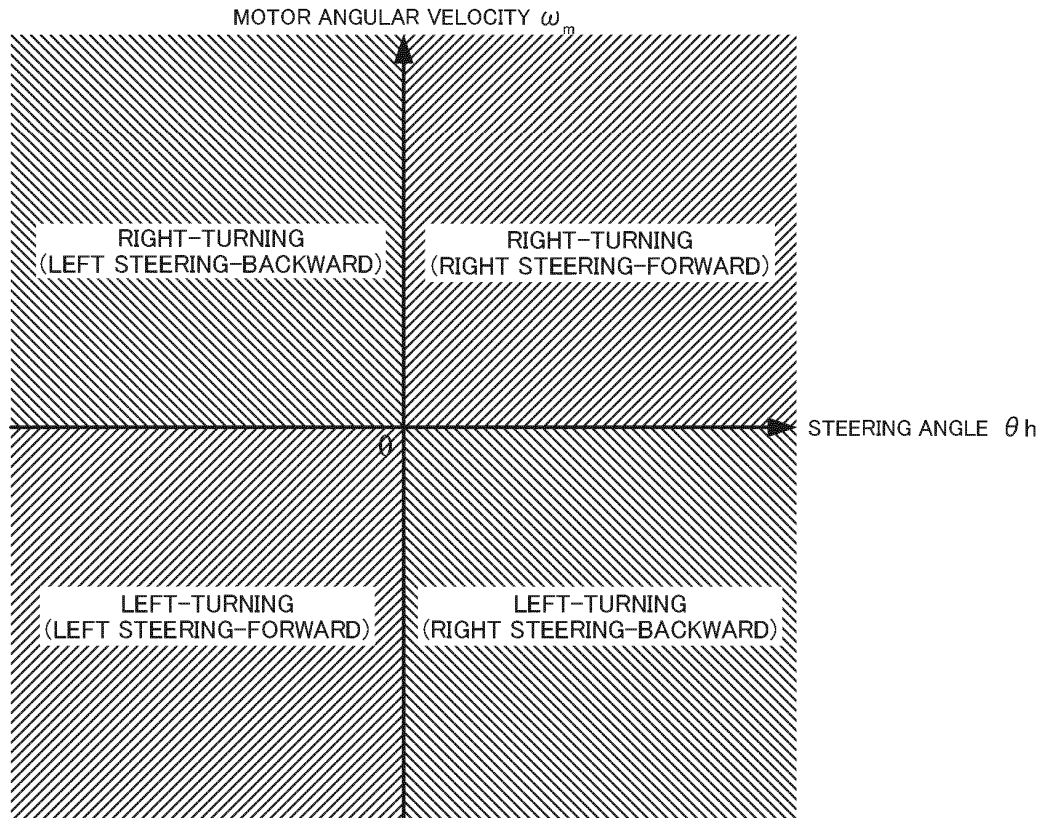 MOTOR ANGULAR VELOCITY ω_m
RIGHT-TURNING
(LEFT STEERING-BACKWARD)
RIGHT-TURNING
(RIGHT STEERING-FORWARD)
0
STEERING ANGLE θh
LEFT-TURNING
(LEFT STEERING-FORWARD)
LEFT-TURNING
(RIGHT STEERING-BACKWARD)